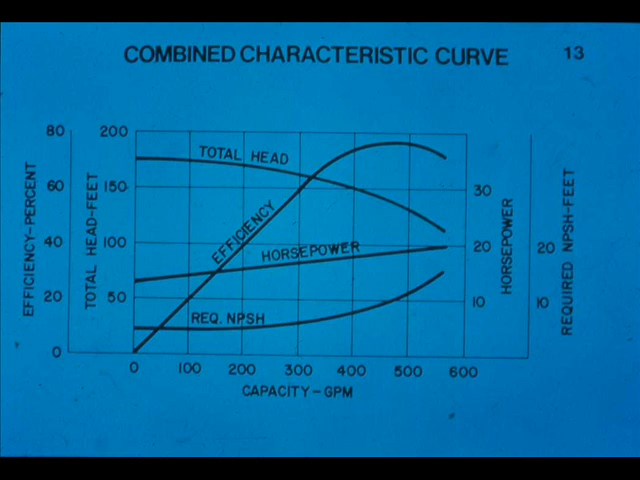 COMBINED CHARACTERISTIC CURVE
13
EFFICIENCY-PERCENT
80
60
40
20
0
TOTAL HEAD-FEET
200
150
100
50
TOTAL HEAD
EFFICIENCY
HORSEPOWER
REQ. NPSH
30
20
10
HORSEPOWER
20
10
REQUIRED NPSH-FEET
0 100 200 300 400 500 600
CAPACITY-GPM